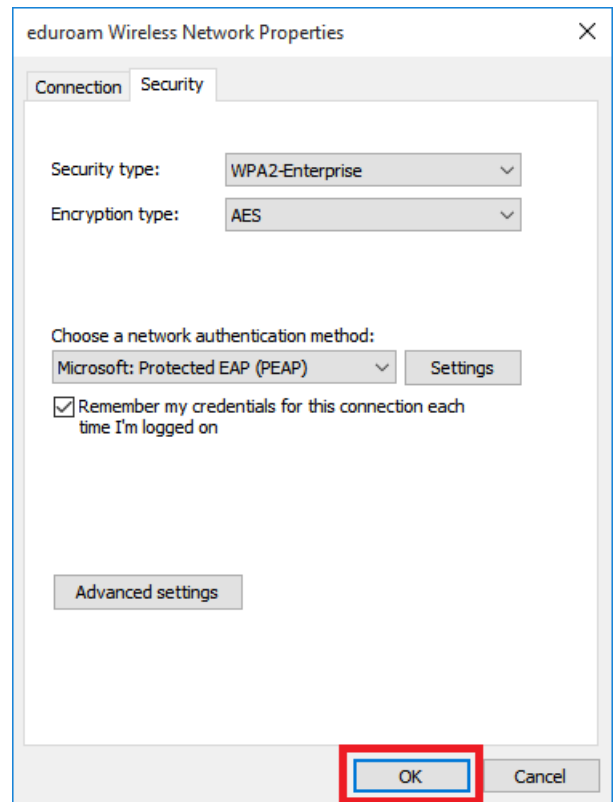 eduroam Wireless Network Properties
Connection Security
Security type: WPA2-Enterprise
Encryption type: AES
Choose a network authentication method:
Microsoft: Protected EAP (PEAP) Settings
Remember my credentials for this connection each
time I'm logged on
Advanced settings
OK Cancel